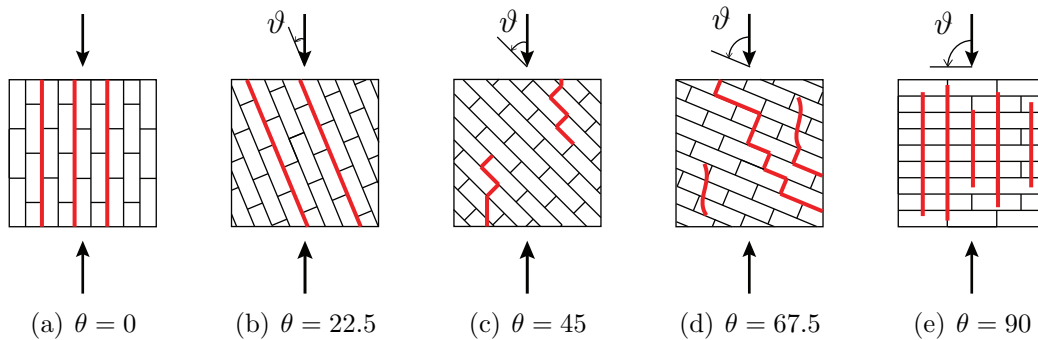 ϑ
ϑ
ϑ
ϑ
(a) θ = 0
(b) θ = 22.5
(c) θ = 45
(d) θ = 67.5
(e) θ = 90